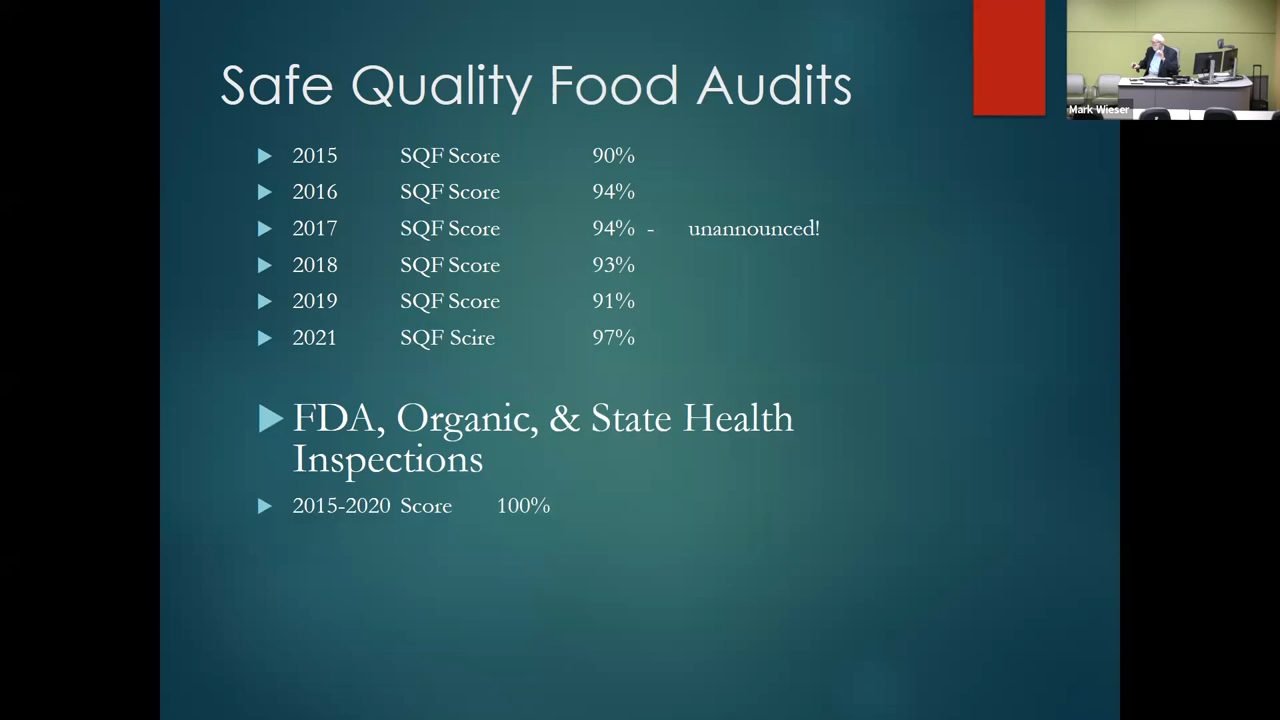 Safe Quality Food Audits
2015 SQF Score 90%
2016 SQF Score 94%
2017 SQF Score 94% - unannounced!
2018 SQF Score 93%
2019 SQF Score 91%
2021 SQF Scire 97%
FDA, Organic, & State Health
Inspections
2015-2020 Score 100%
Mark Wieser